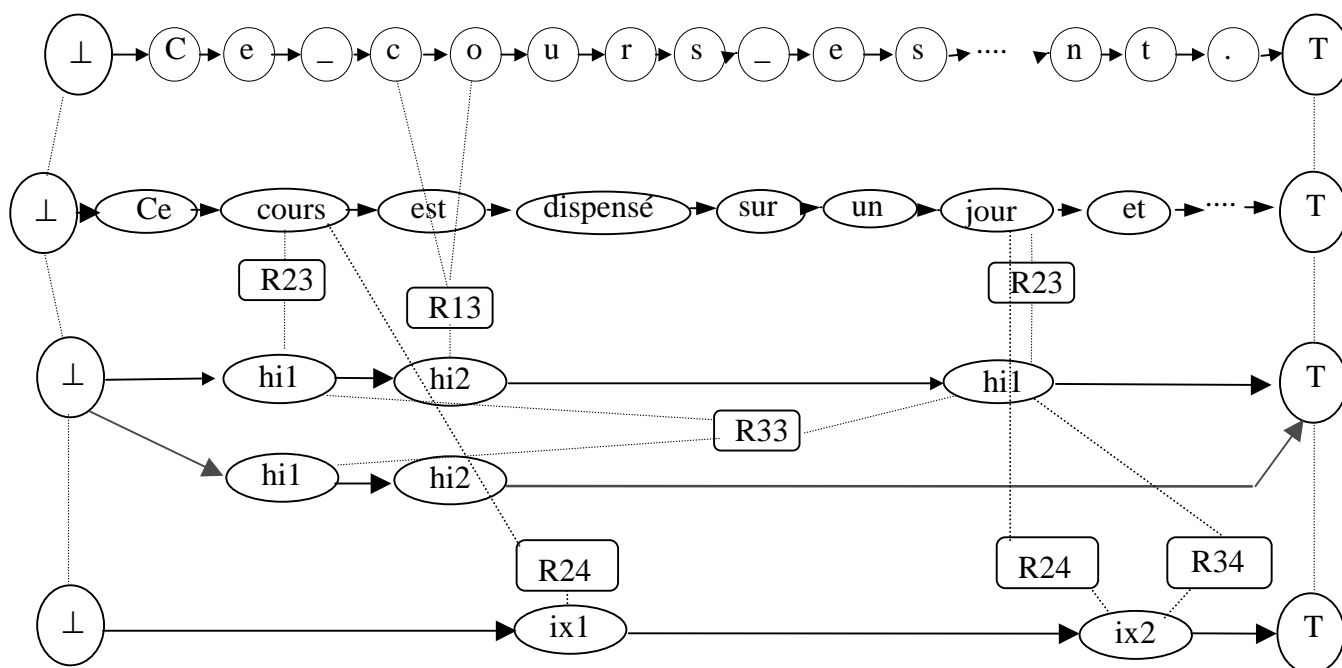 ⊥ C e _ c o u r s _ e s .... n t . T
⊥ Ce cours est dispensé sur un jour et .... T
R23 R13 R23
⊥ hi1 hi2 hi1 T
R33
hi1 hi2
R24 R24 R34
⊥ ix1 ix2 T